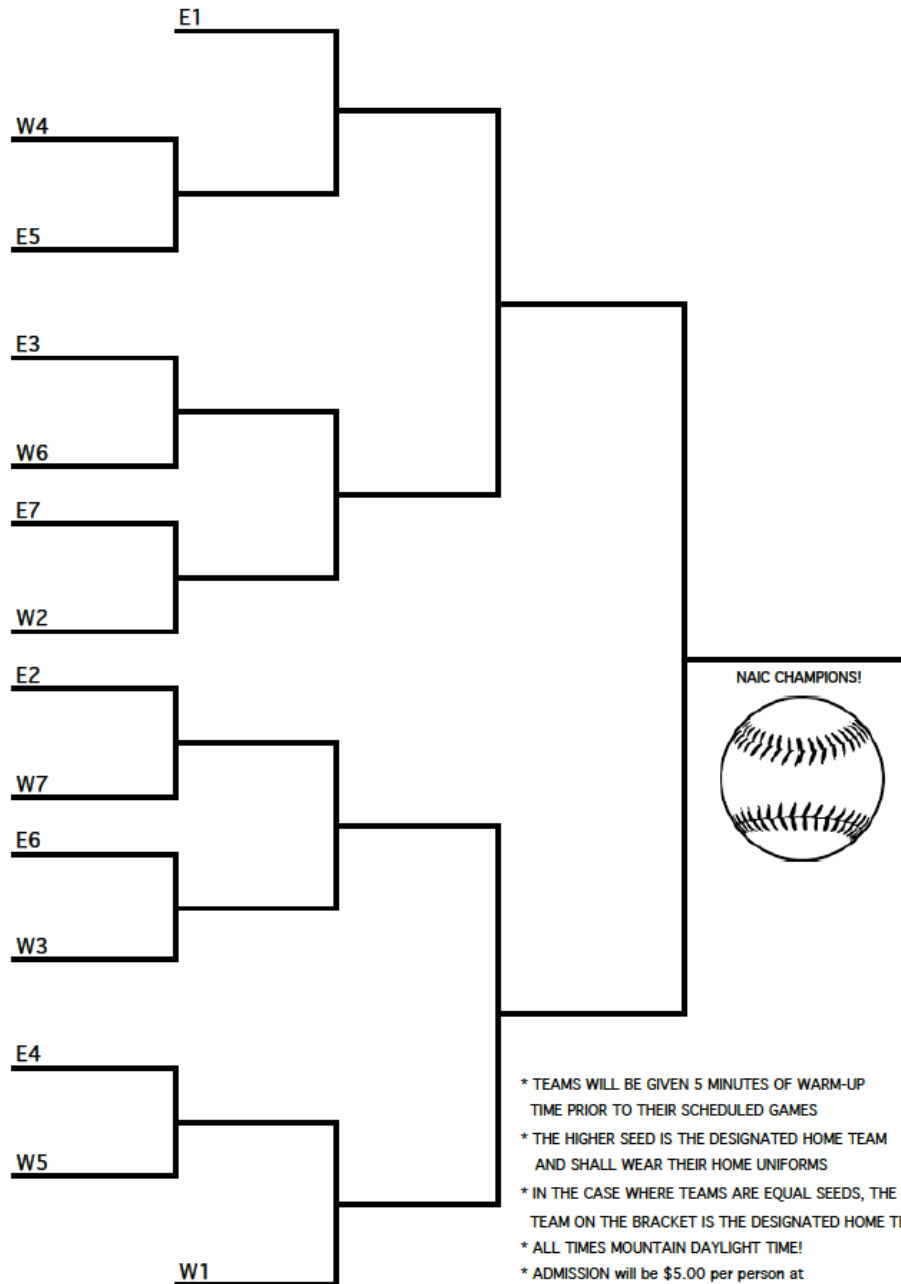 E1
W4
E5
E3
W6
E7
W2
E2
W7
E6
W3
E4
W5
W1
NAIC CHAMPIONS!
* TEAMS WILL BE GIVEN 5 MINUTES OF WARM-UP
TIME PRIOR TO THEIR SCHEDULED GAMES
* THE HIGHER SEED IS THE DESIGNATED HOME TEAM
AND SHALL WEAR THEIR HOME UNIFORMS
* IN THE CASE WHERE TEAMS ARE EQUAL SEEDS, THE
TEAM ON THE BRACKET IS THE DESIGNATED HOME
* ALL TIMES MOUNTAIN DAYLIGHT TIME!
* ADMISSION will be $5.00 per person at